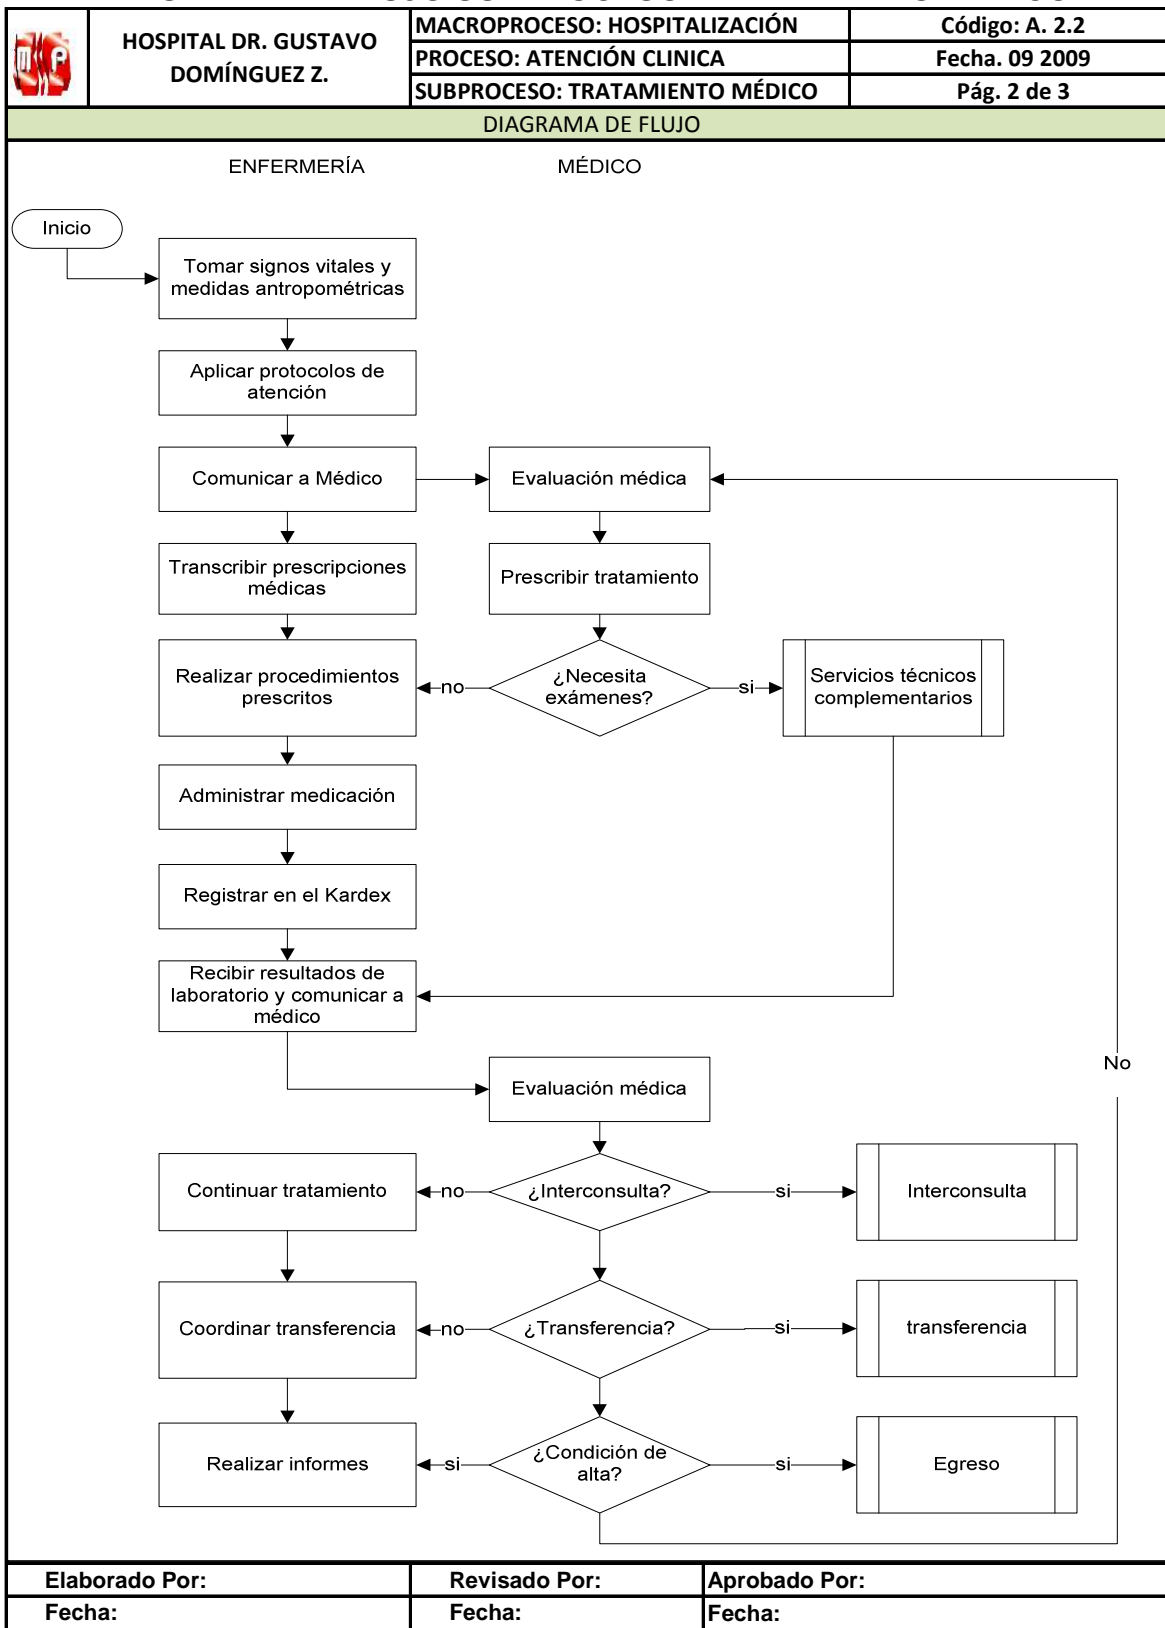 HOSPITAL DR. GUSTAVO
DOMÍNGUEZ Z.
MACROPROCESO: HOSPITALIZACIÓN
Código: A. 2.2
PROCESO: ATENCIÓN CLINICA
Fecha. 09 2009
SUBPROCESO: TRATAMIENTO MÉDICO
Pág. 2 de 3
DIAGRAMA DE FLUJO
ENFERMERÍA
MÉDICO
Inicio
Tomar signos vitales y
medidas antropométricas
Aplicar protocolos de
atención
Comunicar a Médico
Evaluación médica
Transcribir prescripciones
médicas
Prescribir tratamiento
Realizar procedimientos
prescritos
no
¿Necesita
exámenes?
si
Servicios técnicos
complementarios
Administrar medicación
Registrar en el Kardex
Recibir resultados de
laboratorio y comunicar a
médico
No
Evaluación médica
Continuar tratamiento
no
¿Interconsulta?
si
Interconsulta
Coordinar transferencia
no
¿Transferencia?
si
transferencia
Realizar informes
si
¿Condición de
alta?
si
Egreso
Elaborado Por:
Revisado Por:
Aprobado Por:
Fecha:
Fecha:
Fecha: